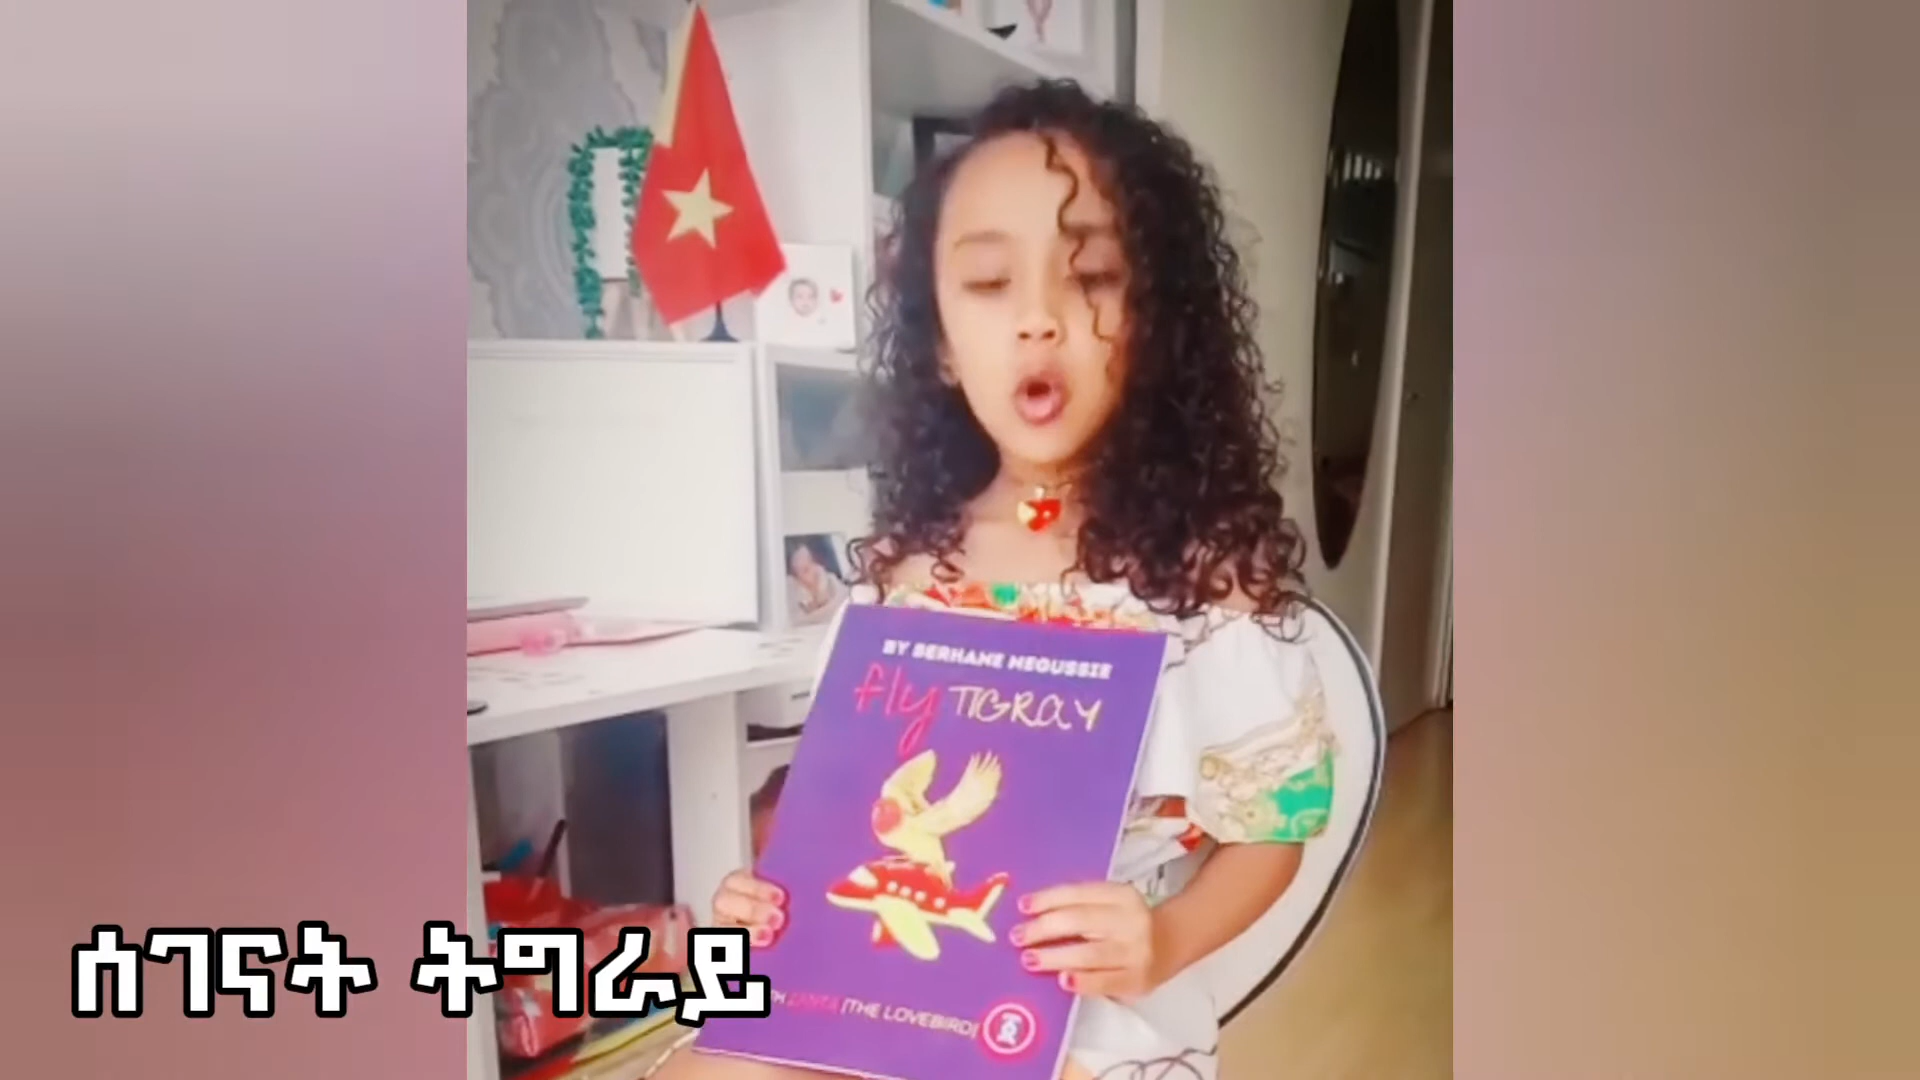 BY BERHANE NEGUSSIE
fly TIGRAY
[THE LOVEBIRD]
ሰገናት ትግራይ